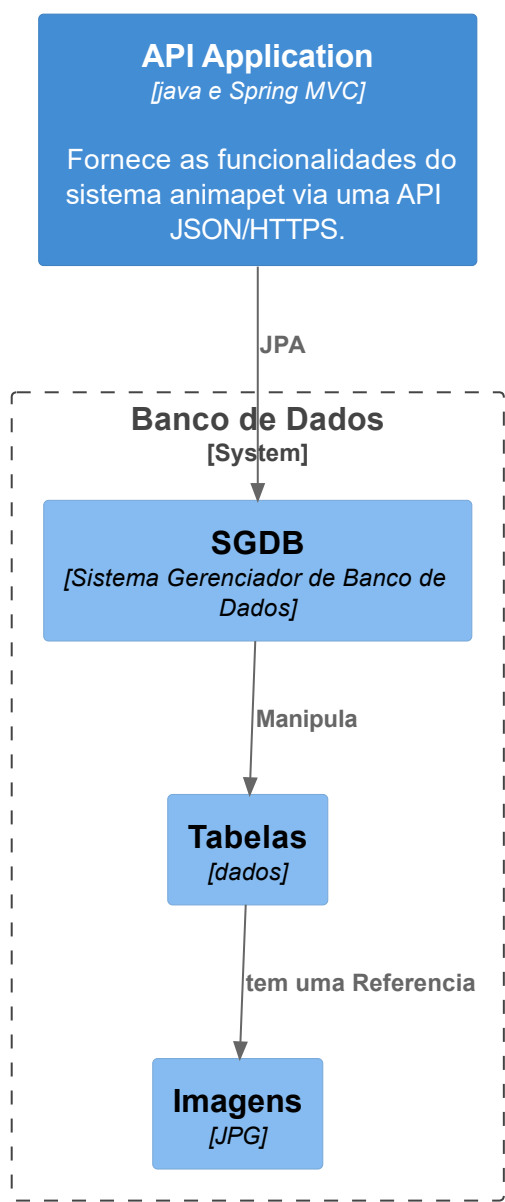 API Application
[java e Spring MVC]
Fornece as funcionalidades do
sistema animapet via uma API
JSON/HTTPS.
JPA
Banco de Dados
[System]
SGDB
[Sistema Gerenciador de Banco de
Dados]
Manipula
Tabelas
[dados]
tem uma Referencia
Imagens
[JPG]